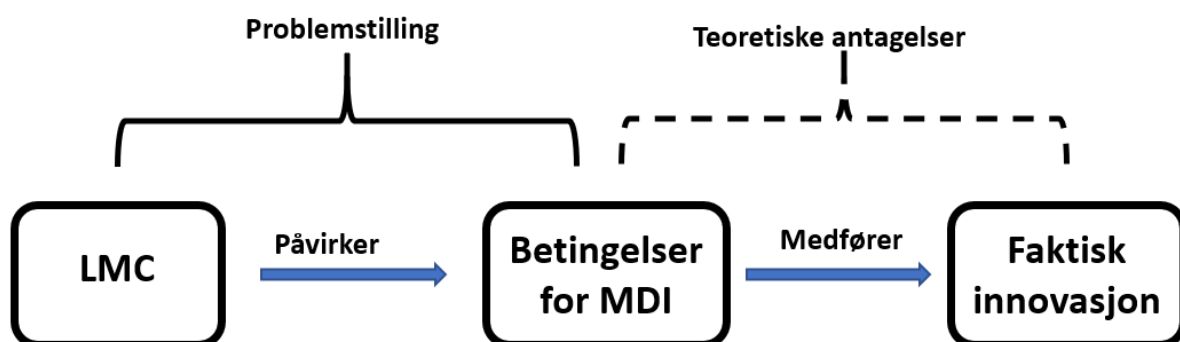 Problemstilling
Teoretiske antagelser
LMC
Påvirker
Betingelser
for MDI
Medfører
Faktisk
innovasjon